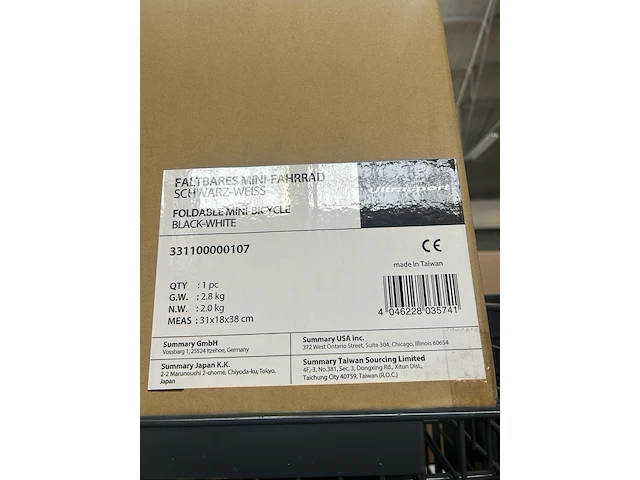 FALTBARES MINI-FAHRRAD
SCHWARZ-WEISS
FOLDABLE MINI-BICYCLE
BLACK-WHITE
Ultrasport
331100000107
CE
made in Taiwan
QTY : 1 pc
G.W. : 2.8 kg
N.W. : 2.0 kg
MEAS : 31x18x38 cm
4 046228 035741
Summary GmbH
Vossbarg 1, 25524 Itzehoe, Germany
Summary USA inc.
372 West Ontario Street, Suite 304, Chicago, Illinois 60654
Summary Japan K.K.
2-2 Marunouchi 2-chome, Chiyoda-ku, Tokyo,
Japan
Summary Taiwan Sourcing Limited
4F,-3, No.381, Sec. 3, Dongxing Rd., Xitun Dist.,
Taichung City 40759, Taiwan (R.O.C.)